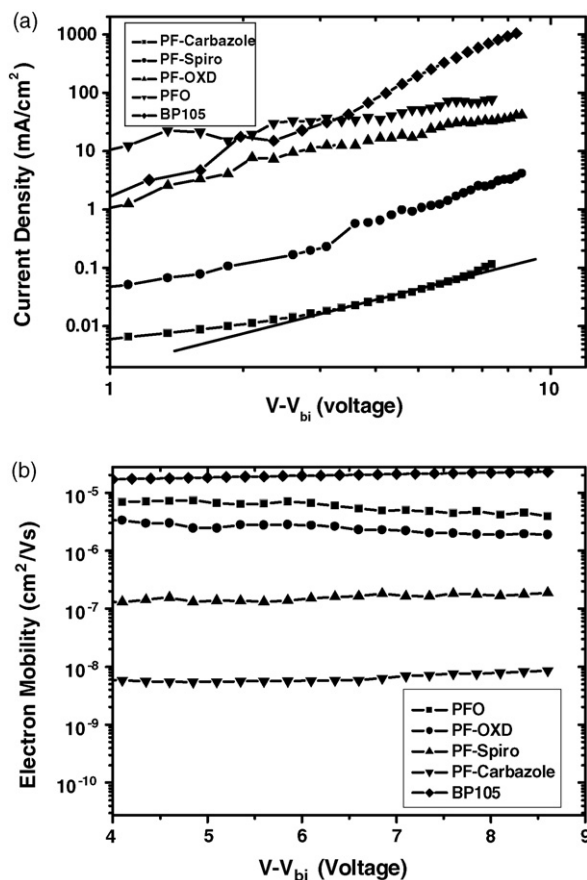 (a)
PF-Carbazole
PF-Spiro
PF-OXD
PFO
BP105
1000
100
10
1
0.1
0.01
Current Density (mA/cm²)
1
10
V-Vbi (voltage)
(b)
10⁻⁵
10⁻⁶
10⁻⁷
10⁻⁸
10⁻⁹
10⁻¹⁰
Electron Mobility (cm²/Vs)
PFO
PF-OXD
PF-Spiro
PF-Carbazole
BP105
4
5
6
7
8
9
V-Vbi (Voltage)